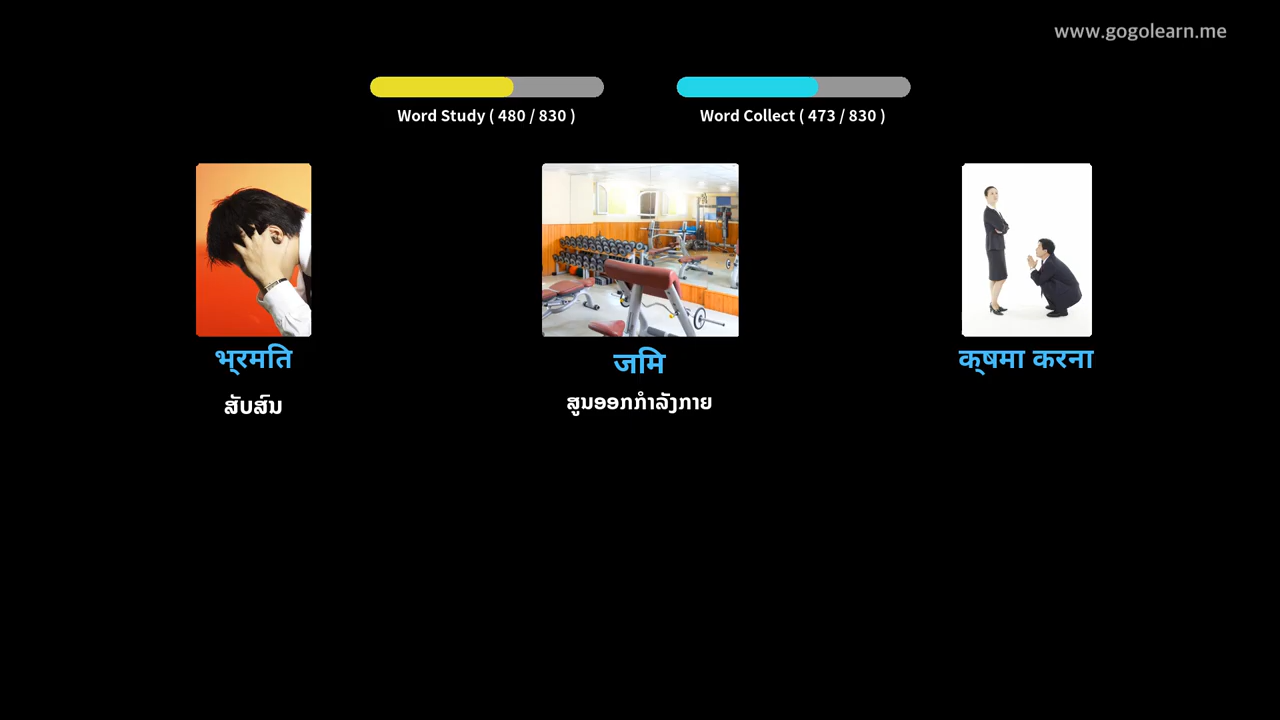 www.gogolearn.me
Word Study ( 480 / 830 )
Word Collect ( 473 / 830 )
भ्रमति
जमि
क्षमा करना
ສັບສົນ
ສູນອອກກຳລັງກາຍ